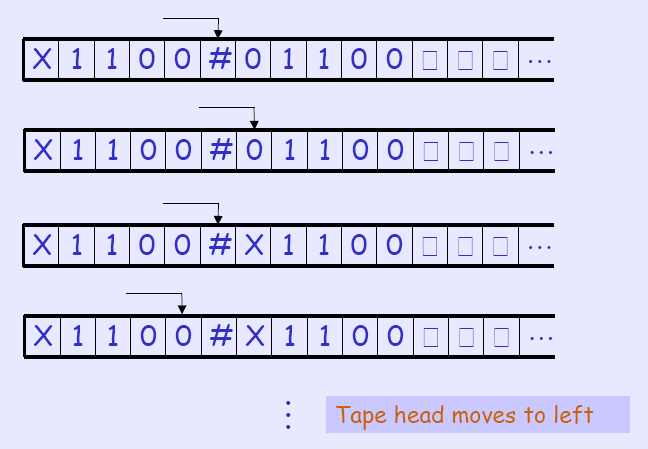 X 1 1 0 0 # 0 1 1 0 0 □ □ □ ...
X 1 1 0 0 # 0 1 1 0 0 □ □ □ ...
X 1 1 0 0 # X 1 1 0 0 □ □ □ ...
X 1 1 0 0 # X 1 1 0 0 □ □ □ ...
⋮ Tape head moves to left